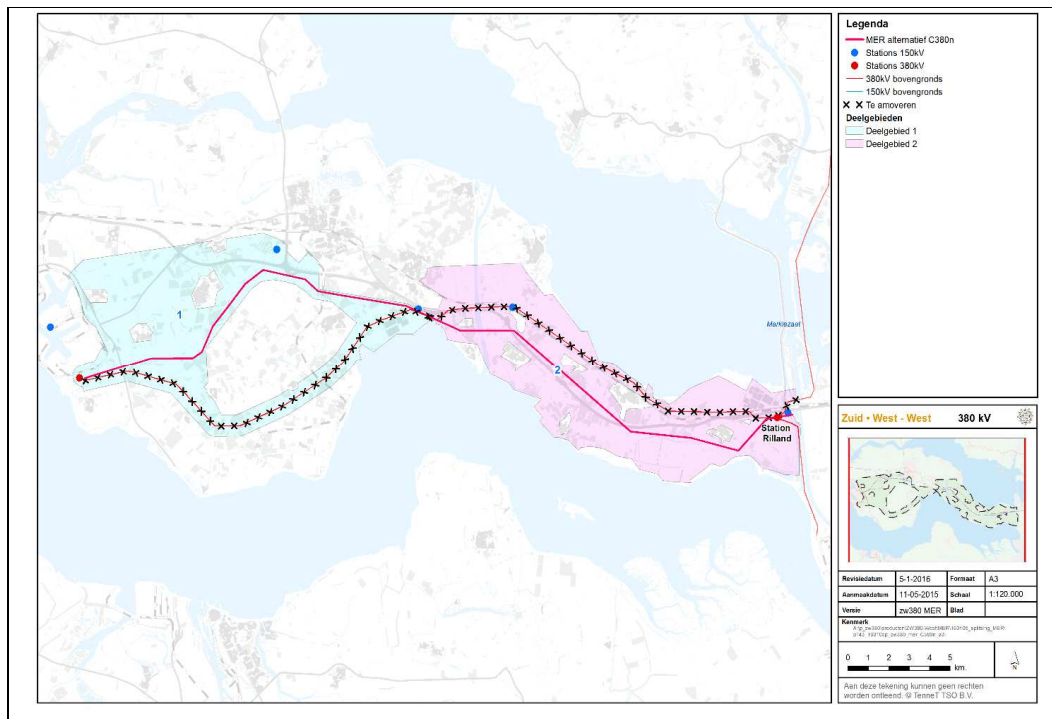 1
2
Markiezaat
Station
Rilland
Legenda
MER alternatief C380n
Stations 150kV
Stations 380kV
380kV bovengronds
150kV bovengronds
Te amoveren
Deelgebieden
Deelgebied 1
Deelgebied 2
Zuid • West - West 380 kV
Revisiedatum 5-1-2016 Formaat A3
Aanmaakdatum 11-05-2015 Schaal 1:120.000
Versie zw380 MER Blad
Kenmerk
0 1 2 3 4 5
km
N
Aan deze tekening kunnen geen rechten
worden ontleend. © TenneT TSO B.V.